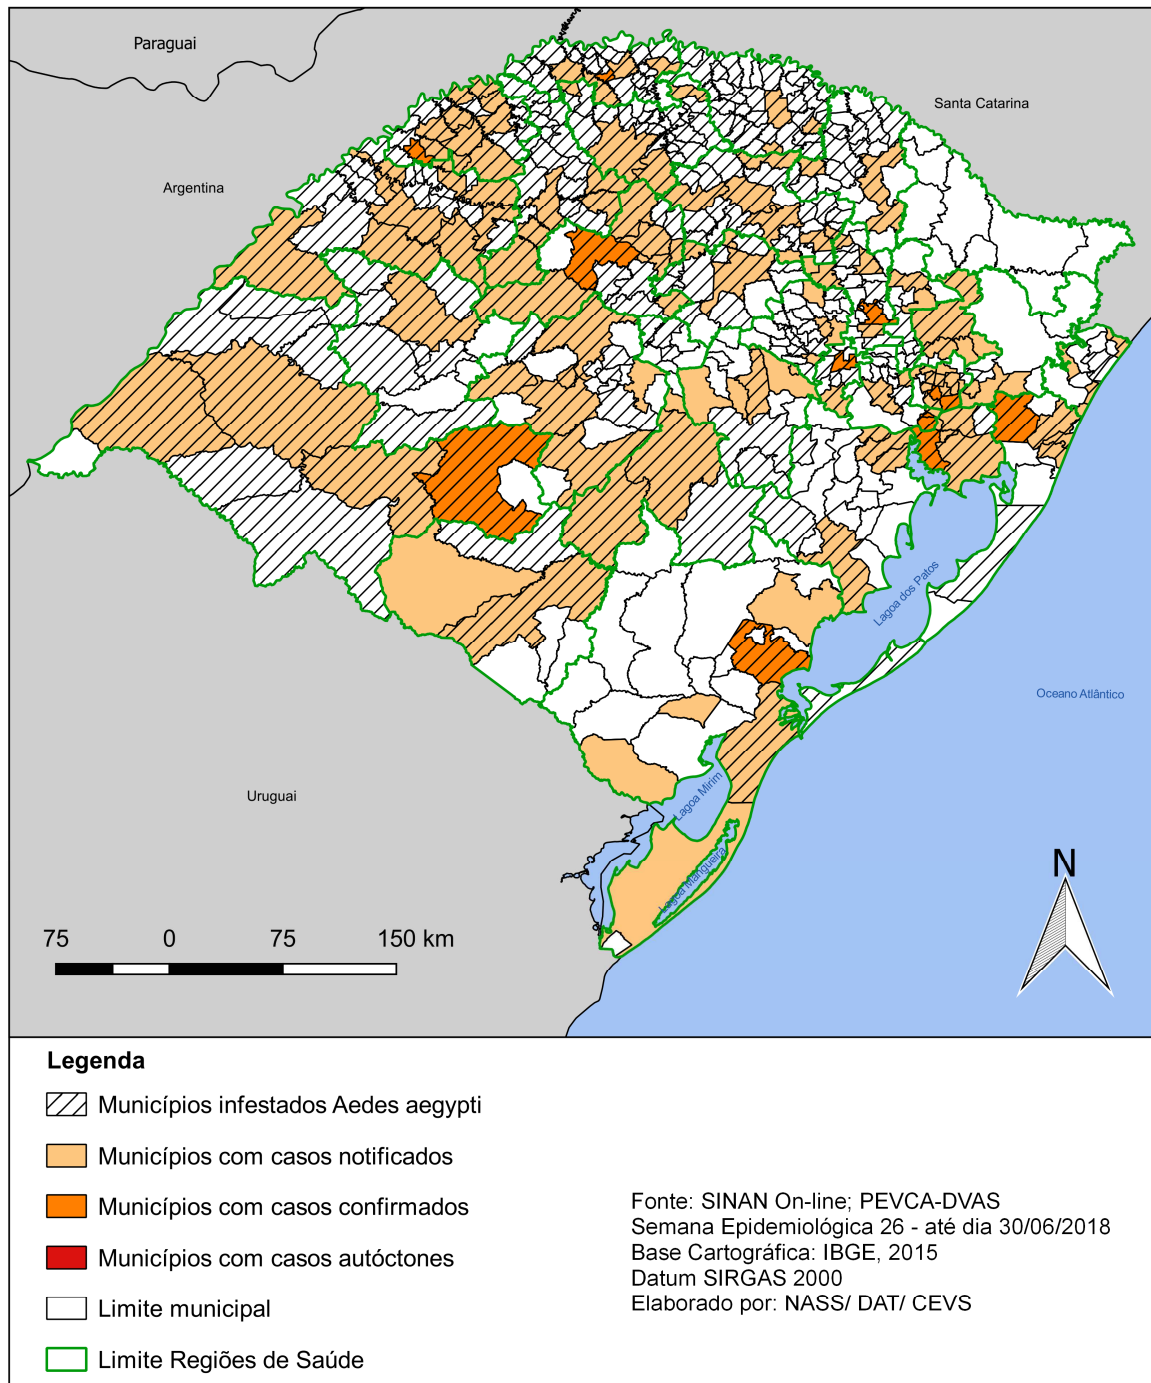 Paraguai
Santa Catarina
Argentina
Lagoa dos Patos
Oceano Atlântico
Uruguai
Lagoa Mirim
Lagoa Mangueira
N
75 0 75 150 km
Legenda
Municípios infestados Aedes aegypti
Municípios com casos notificados
Municípios com casos confirmados
Municípios com casos autóctones
Limite municipal
Limite Regiões de Saúde
Fonte: SINAN On-line; PEVCA-DVAS
Semana Epidemiológica 26 - até dia 30/06/2018
Base Cartográfica: IBGE, 2015
Datum SIRGAS 2000
Elaborado por: NASS/ DAT/ CEVS